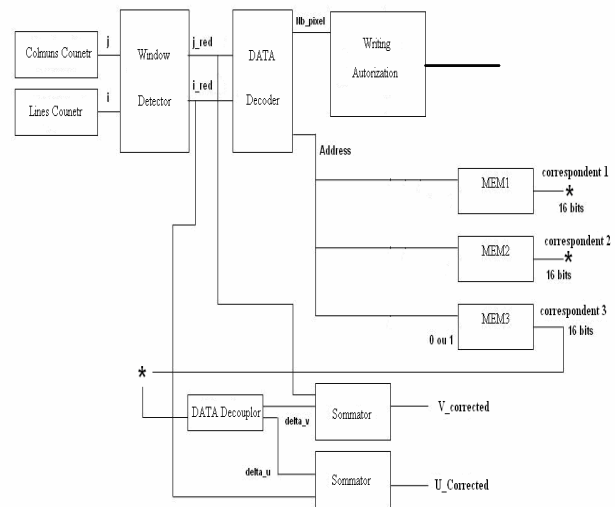 Colmuns Counetr
j
Lines Counetr
i
Window
Detector
j_red
i_red
DATA
Decoder
llb_pixel
Writing
Autorization
Address
MEM1
correspondent 1
*
16 bits
MEM2
correspondent 2
*
16 bits
MEM3
correspondent 3
16 bits
0 ou 1
*
DATA Decouplor
delta_v
delta_u
Sommator
V_corrected
Sommator
U_Corrected